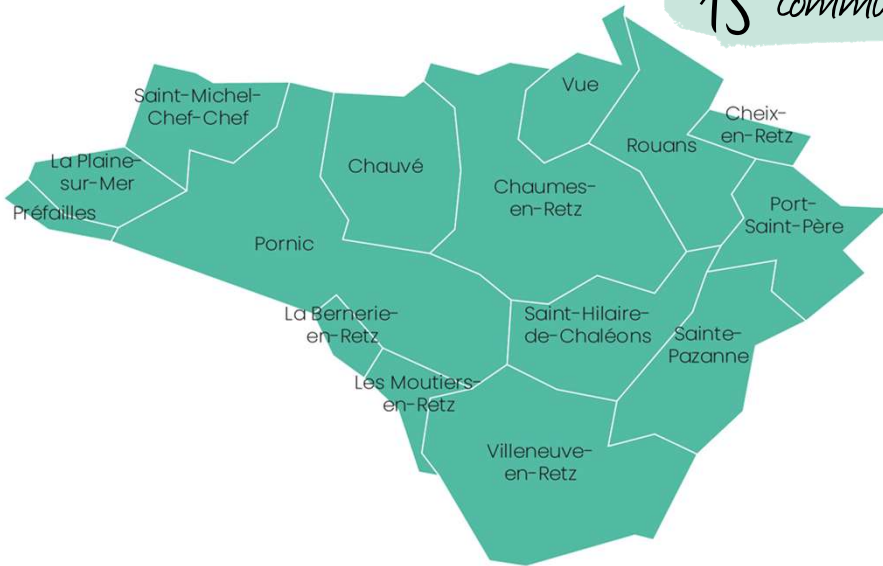 15 commu
Vue
Saint-Michel-
Chef-Chef
Cheix-
en-Retz
Rouans
La Plaine-
sur-Mer
Chauvé
Chaumes-
en-Retz
Préfailles
Port-
Saint-Père
Pornic
La Bernerie-
en-Retz
Saint-Hilaire-
de-Chaléons
Sainte-
Pazanne
Les Moutiers-
en-Retz
Villeneuve-
en-Retz